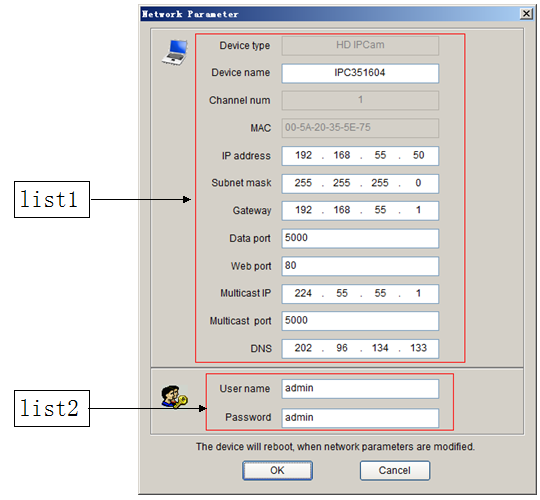 Network Parameter
Device type HD IPCam
Device name IPC351604
Channel num 1
MAC 00-5A-20-35-5E-75
IP address 192 . 168 . 55 . 50
Subnet mask 255 . 255 . 255 . 0
list1
Gateway 192 . 168 . 55 . 1
Data port 5000
Web port 80
Multicast IP 224 . 55 . 55 . 1
Multicast port 5000
DNS 202 . 96 . 134 . 133
User name admin
list2
Password admin
The device will reboot, when network parameters are modified.
OK Cancel